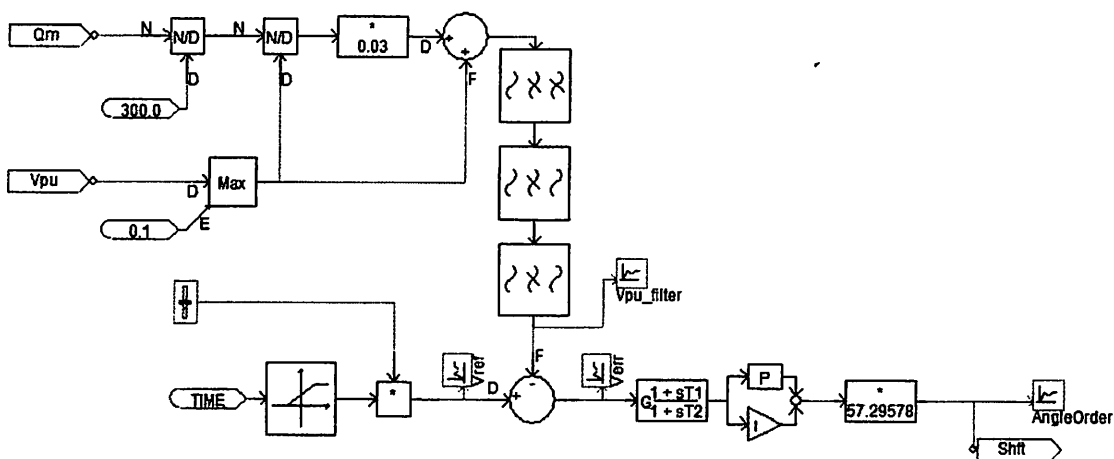 Qm
N
N/D
N
N/D
*
0.03
D
+
+
F
D
D
300.0
Vpu
D
Max
0.1
E
Vpu_filter
Vref
F
-
Verr
TIME
*
D
+
G
1 + sT1
1 + sT2
P
I
*
57.29578
AngleOrder
Shft